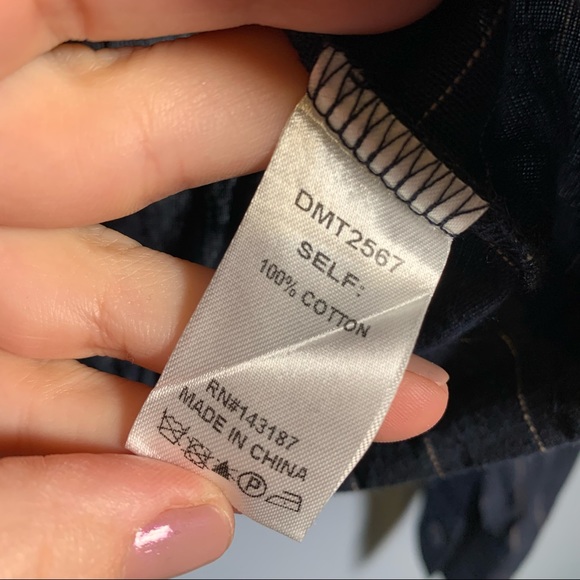 DMT2567
SELF:
100% COTTON
RN#143187
MADE IN CHINA
P